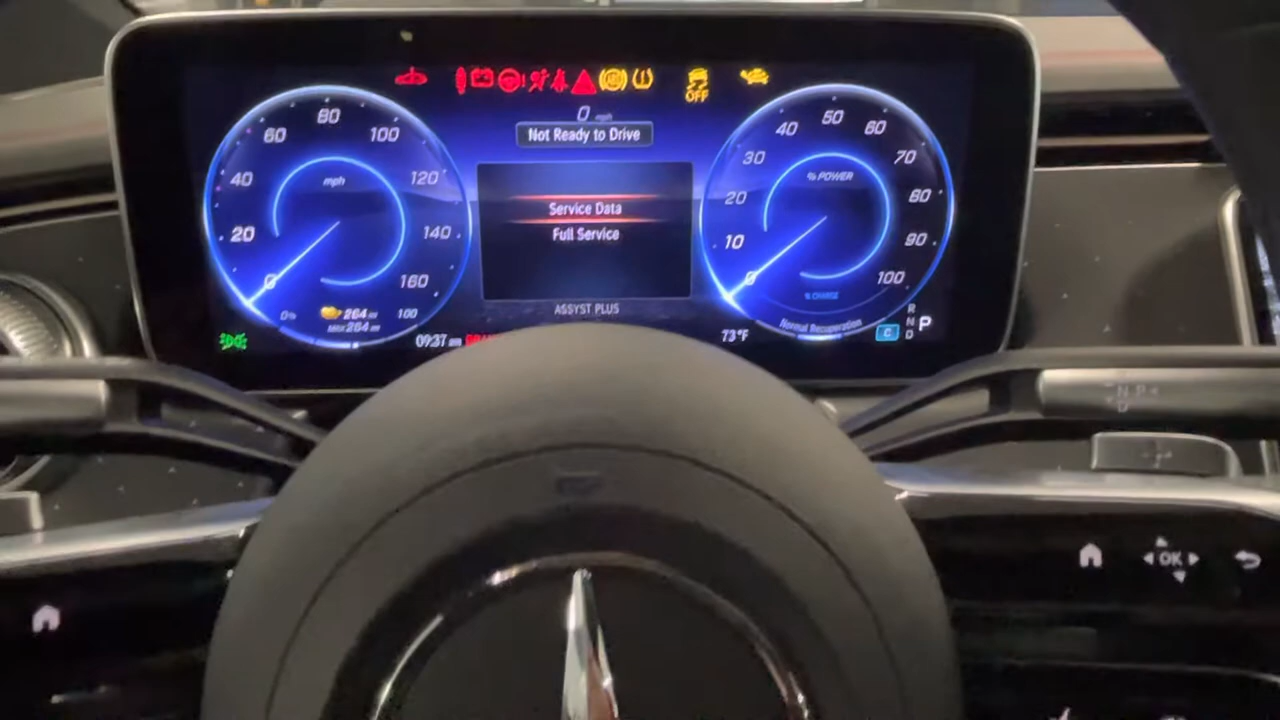 OFF
0 mph
Not Ready to Drive
80
60
100
40
mph
120
20
140
0
160
0%
264 mi
100
MAX 264 mi
Service Data
Full Service
ASSYST PLUS
50
40
60
30
70
% POWER
20
80
10
90
0
100
% CHARGE
Normal Recuperation
09:37 am
73°F
C
R
N
D
P
N P
D
OK